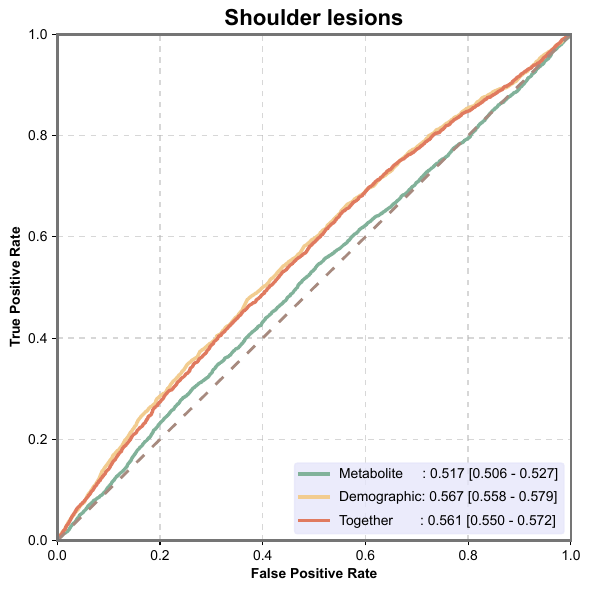 Shoulder lesions
1.0
0.8
0.6
0.4
0.2
0.0
True Positive Rate
Metabolite : 0.517 [0.506 - 0.527]
Demographic: 0.567 [0.558 - 0.579]
Together : 0.561 [0.550 - 0.572]
0.0 0.2 0.4 0.6 0.8 1.0
False Positive Rate